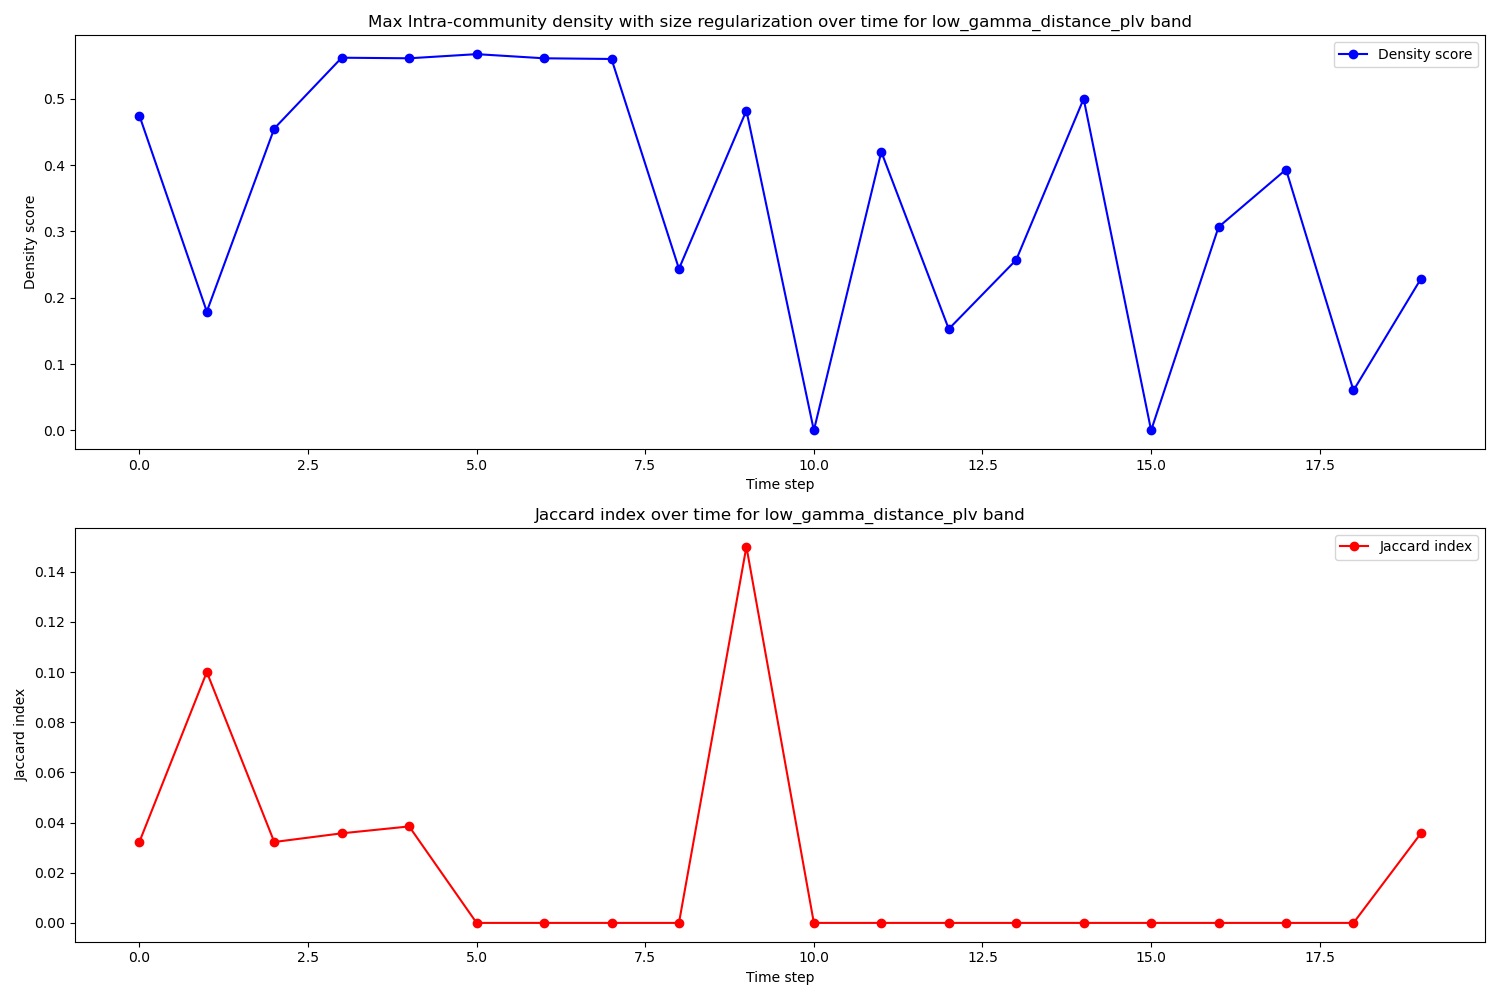 Max Intra-community density with size regularization over time for low_gamma_distance_plv band
Density score
0.5
0.4
0.3
0.2
0.1
0.0
Density score
0.0 2.5 5.0 7.5 10.0 12.5 15.0 17.5
Time step
Jaccard index over time for low_gamma_distance_plv band
Jaccard index
0.14
0.12
0.10
0.08
0.06
0.04
0.02
0.00
Jaccard index
0.0 2.5 5.0 7.5 10.0 12.5 15.0 17.5
Time step